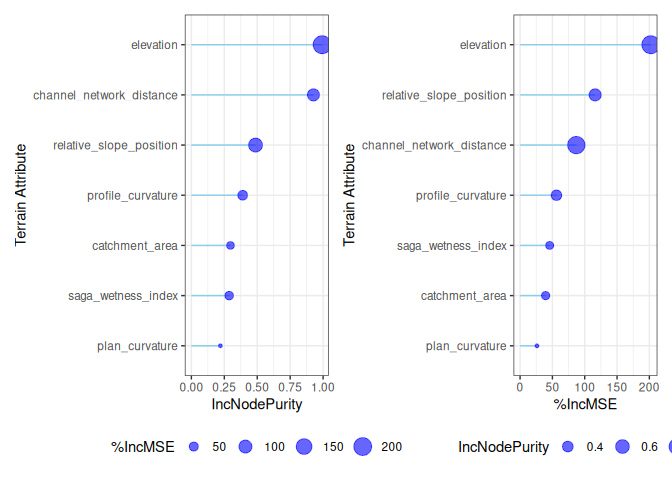 Terrain Attribute
elevation
channel_network_distance
relative_slope_position
profile_curvature
catchment_area
saga_wetness_index
plan_curvature
0.00 0.25 0.50 0.75 1.00
IncNodePurity
%IncMSE 50 100 150 200
Terrain Attribute
elevation
relative_slope_position
channel_network_distance
profile_curvature
saga_wetness_index
catchment_area
plan_curvature
0 50 100 150 200
%IncMSE
IncNodePurity 0.4 0.6